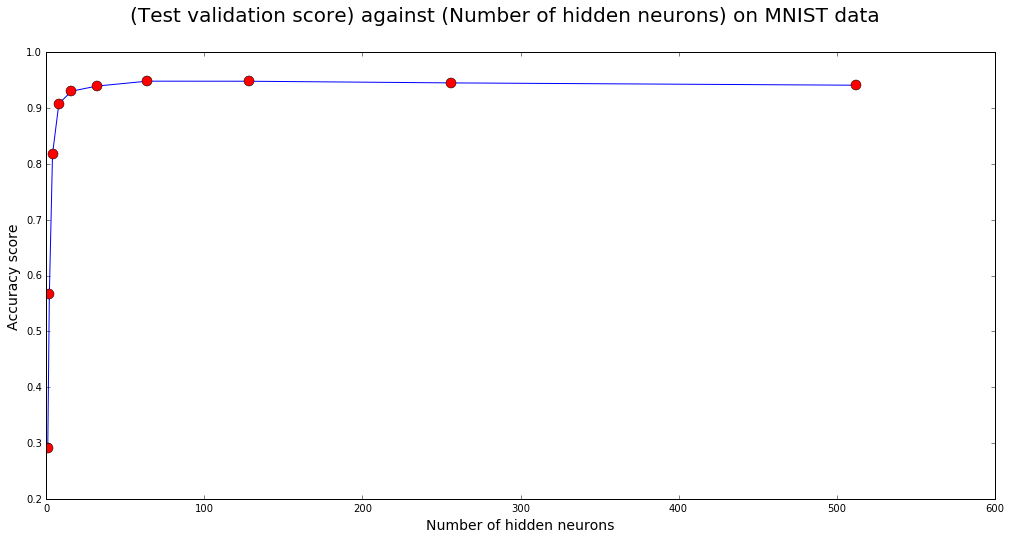 (Test validation score) against (Number of hidden neurons) on MNIST data
1.0
0.9
0.8
0.7
0.6
0.5
0.4
0.3
0.2
Accuracy score
0 100 200 300 400 500 600
Number of hidden neurons